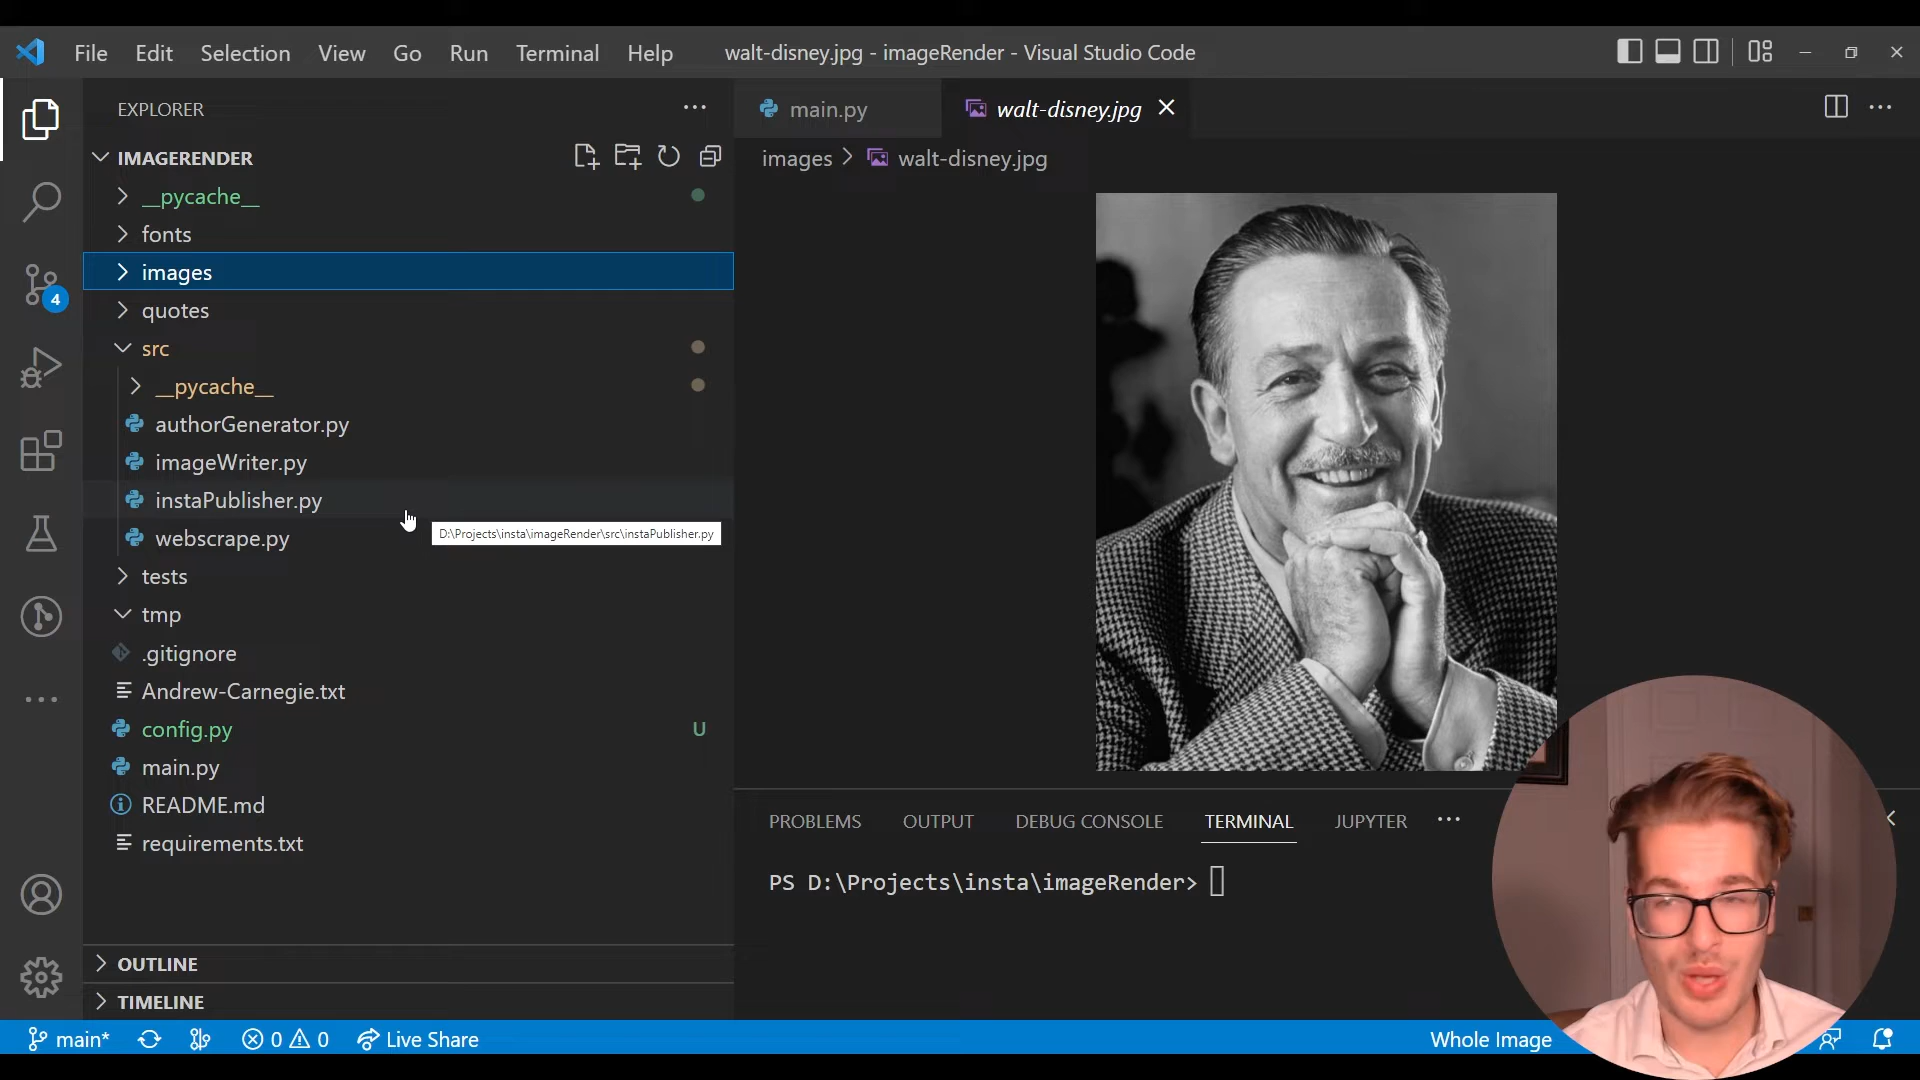 File Edit Selection View Go Run Terminal Help
walt-disney.jpg - imageRender - Visual Studio Code
EXPLORER
IMAGERENDER
__pycache__
fonts
images
quotes
src
__pycache__
authorGenerator.py
imageWriter.py
instaPublisher.py
webscrape.py
tests
tmp
.gitignore
Andrew-Carnegie.txt
config.py U
main.py
README.md
requirements.txt
OUTLINE
TIMELINE
4
D:\Projects\insta\imageRender\src\instaPublisher.py
main.py walt-disney.jpg
images > walt-disney.jpg
PROBLEMS OUTPUT DEBUG CONSOLE TERMINAL JUPYTER
PS D:\Projects\insta\imageRender>
main* 0 0 Live Share
Whole Image